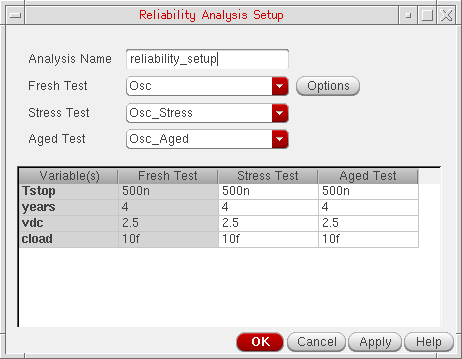 Reliability Analysis Setup
Analysis Name reliability_setup
Fresh Test Osc Options
Stress Test Osc_Stress
Aged Test Osc_Aged
Variable(s) Fresh Test Stress Test Aged Test
Tstop 500n 500n 500n
years 4 4 4
vdc 2.5 2.5 2.5
cload 10f 10f 10f
OK Cancel Apply Help